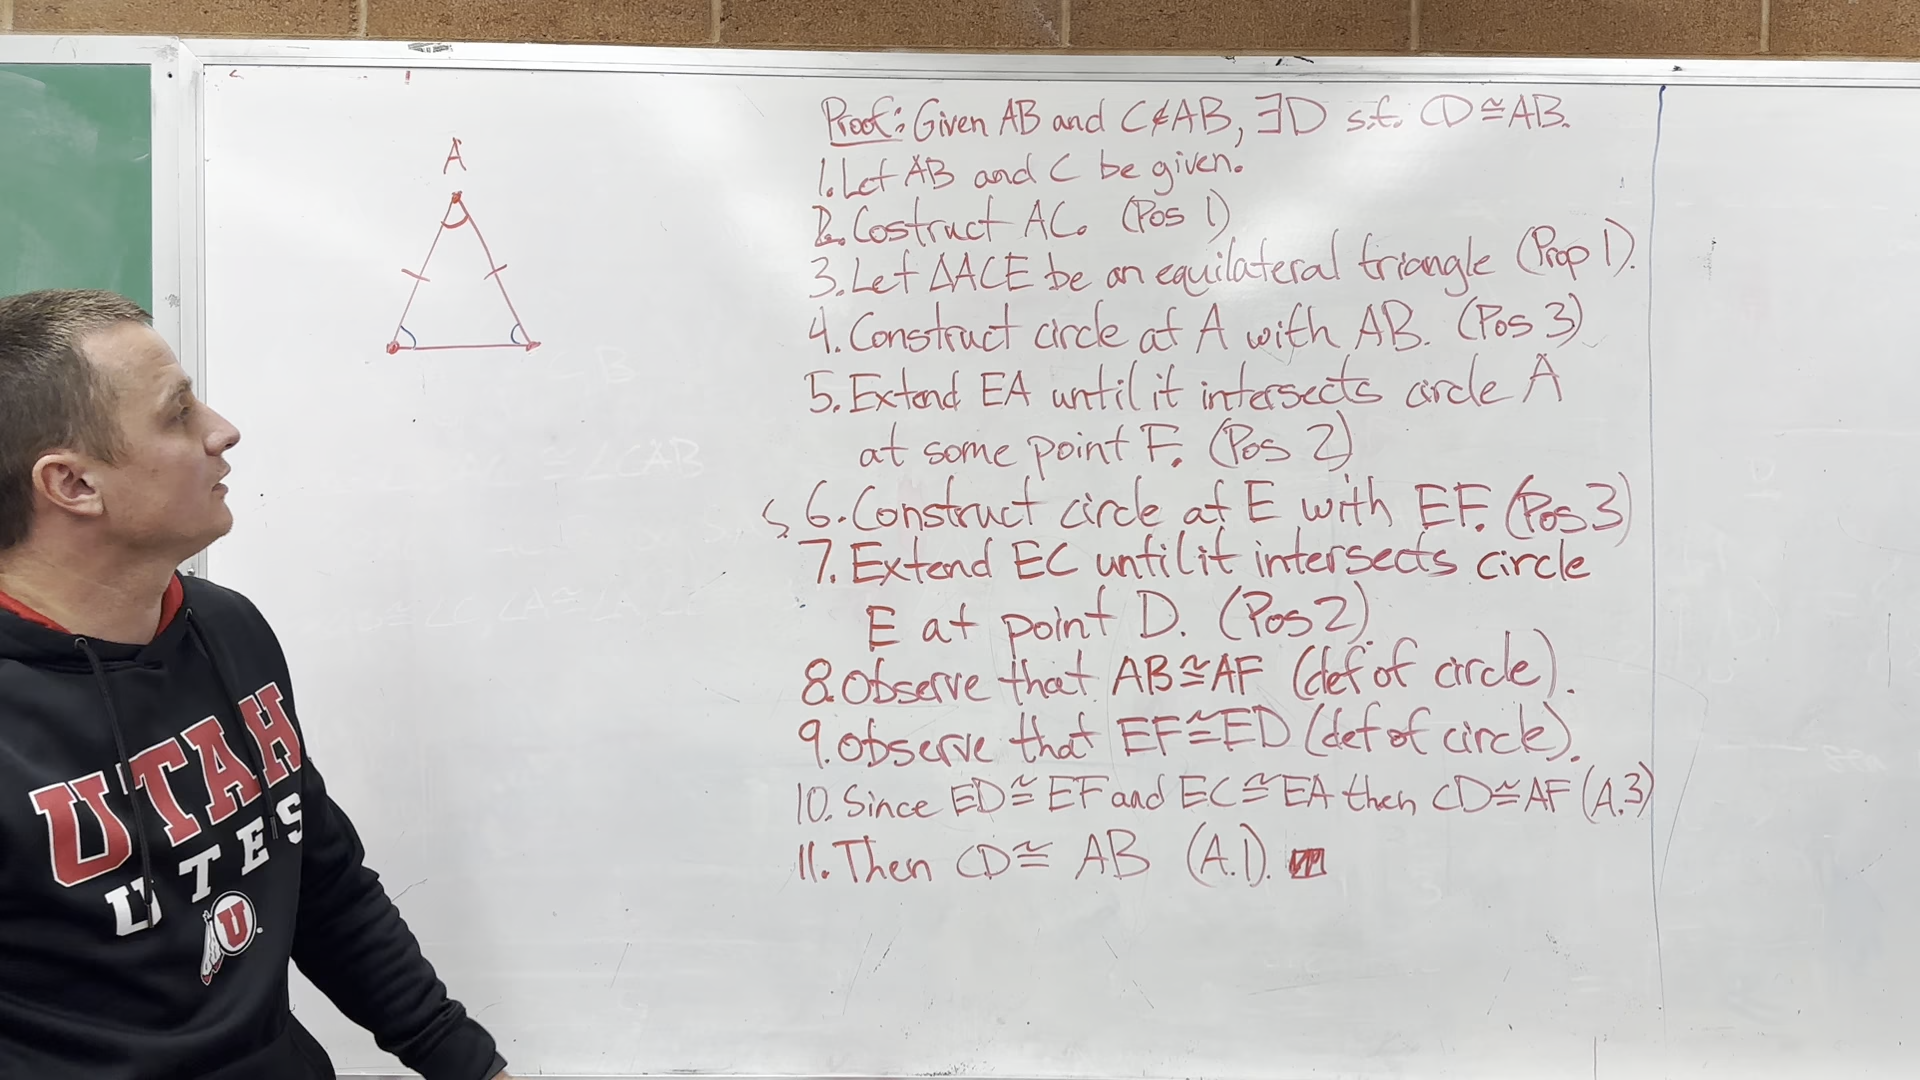 A
Proof: Given AB and C∉AB, ∃D s.t. CD≅AB.
1. Let AB and C be given.
2. Costruct AC. (Pos 1)
3. Let ΔACE be an equilateral triangle (Prop 1).
4. Construct circle at A with AB. (Pos 3)
5. Extend EA until it intersects circle A
at some point F. (Pos 2)
6. Construct circle at E with EF. (Pos 3)
7. Extend EC until it intersects circle
E at point D. (Pos 2)
8. Observe that AB≅AF (def of circle).
9. Observe that EF≅ED (def of circle).
10. Since ED≅EF and EC≅EA then CD≅AF (A.3)
11. Then CD≅ AB (A.1).
≅∠CAB
UTAH
UTES
U